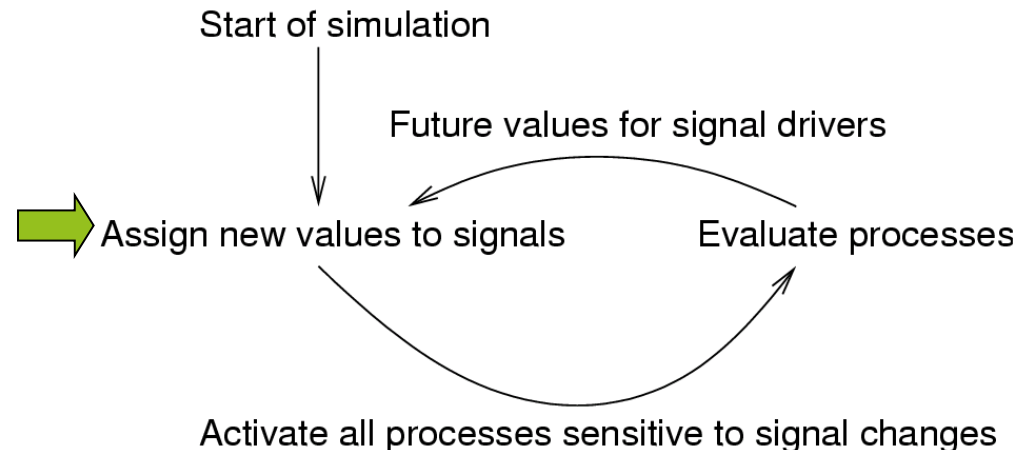 Start of simulation
Future values for signal drivers
Assign new values to signals
Evaluate processes
Activate all processes sensitive to signal changes